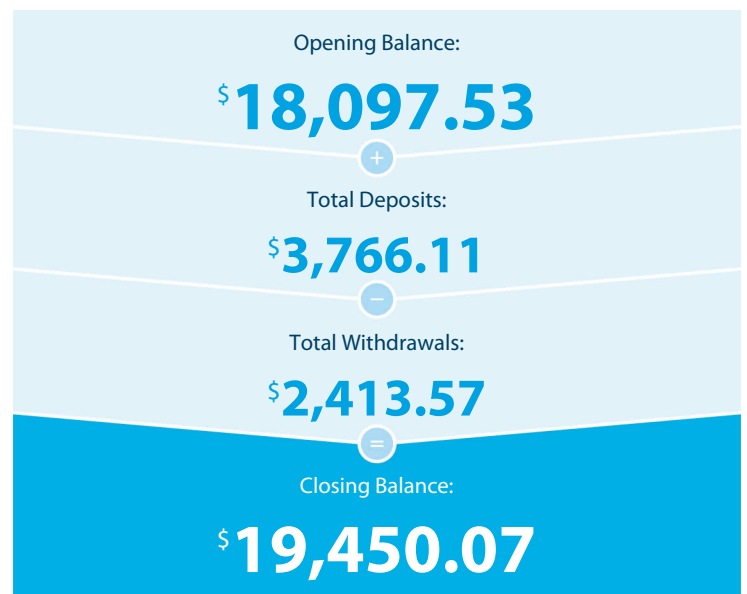 Opening Balance:
$18,097.53
+
Total Deposits:
$3,766.11
−
Total Withdrawals:
$2,413.57
=
Closing Balance:
$19,450.07